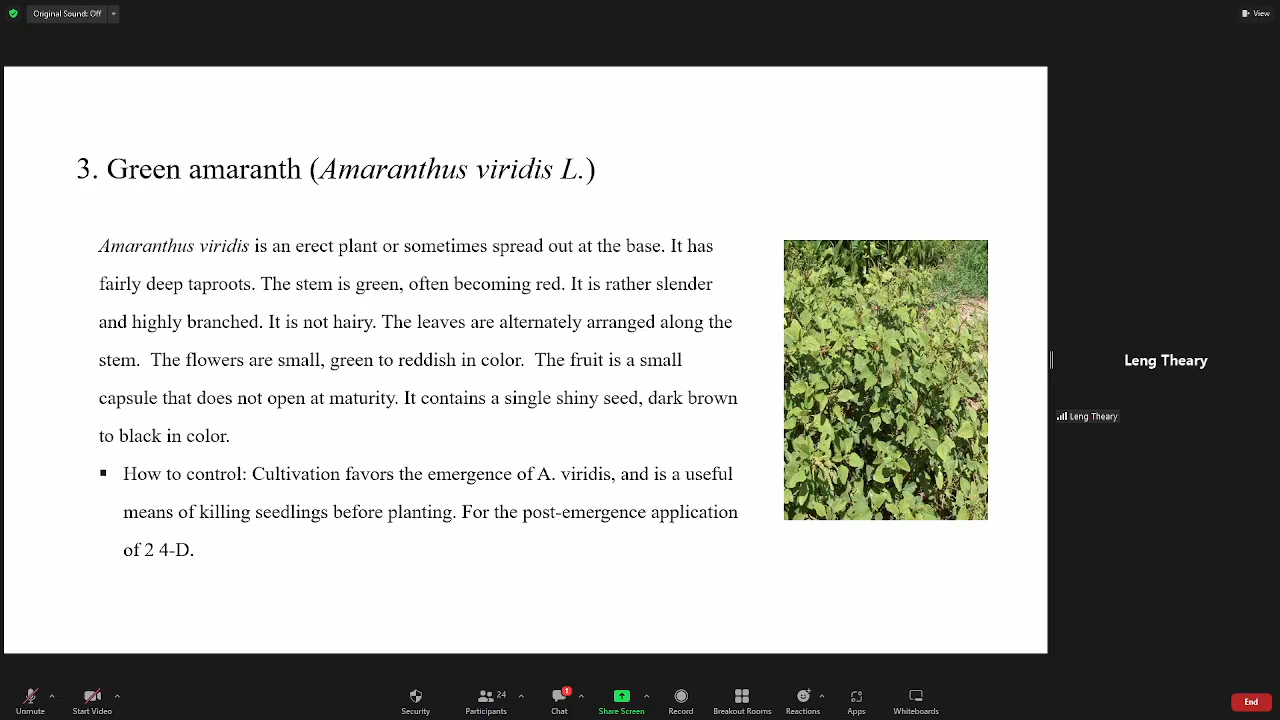 Original Sound: Off
View
3. Green amaranth (Amaranthus viridis L.)
Amaranthus viridis is an erect plant or sometimes spread out at the base. It has
fairly deep taproots. The stem is green, often becoming red. It is rather slender
and highly branched. It is not hairy. The leaves are alternately arranged along the
stem.  The flowers are small, green to reddish in color.  The fruit is a small
capsule that does not open at maturity. It contains a single shiny seed, dark brown
to black in color.
▪ How to control: Cultivation favors the emergence of A. viridis, and is a useful
means of killing seedlings before planting. For the post-emergence application
of 2 4-D.
Leng Theary
Leng Theary
24
1
Unmute
Start Video
Security
Participants
Chat
Share Screen
Record
Breakout Rooms
Reactions
Apps
Whiteboards
End